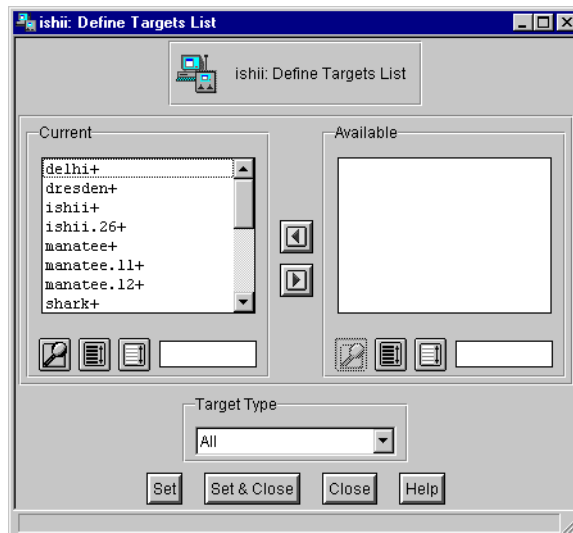 ishii: Define Targets List
ishii: Define Targets List
Current
Available
delhi+
dresden+
ishii+
ishii.26+
manatee+
manatee.11+
manatee.12+
shark+
Target Type
All
Set
Set & Close
Close
Help